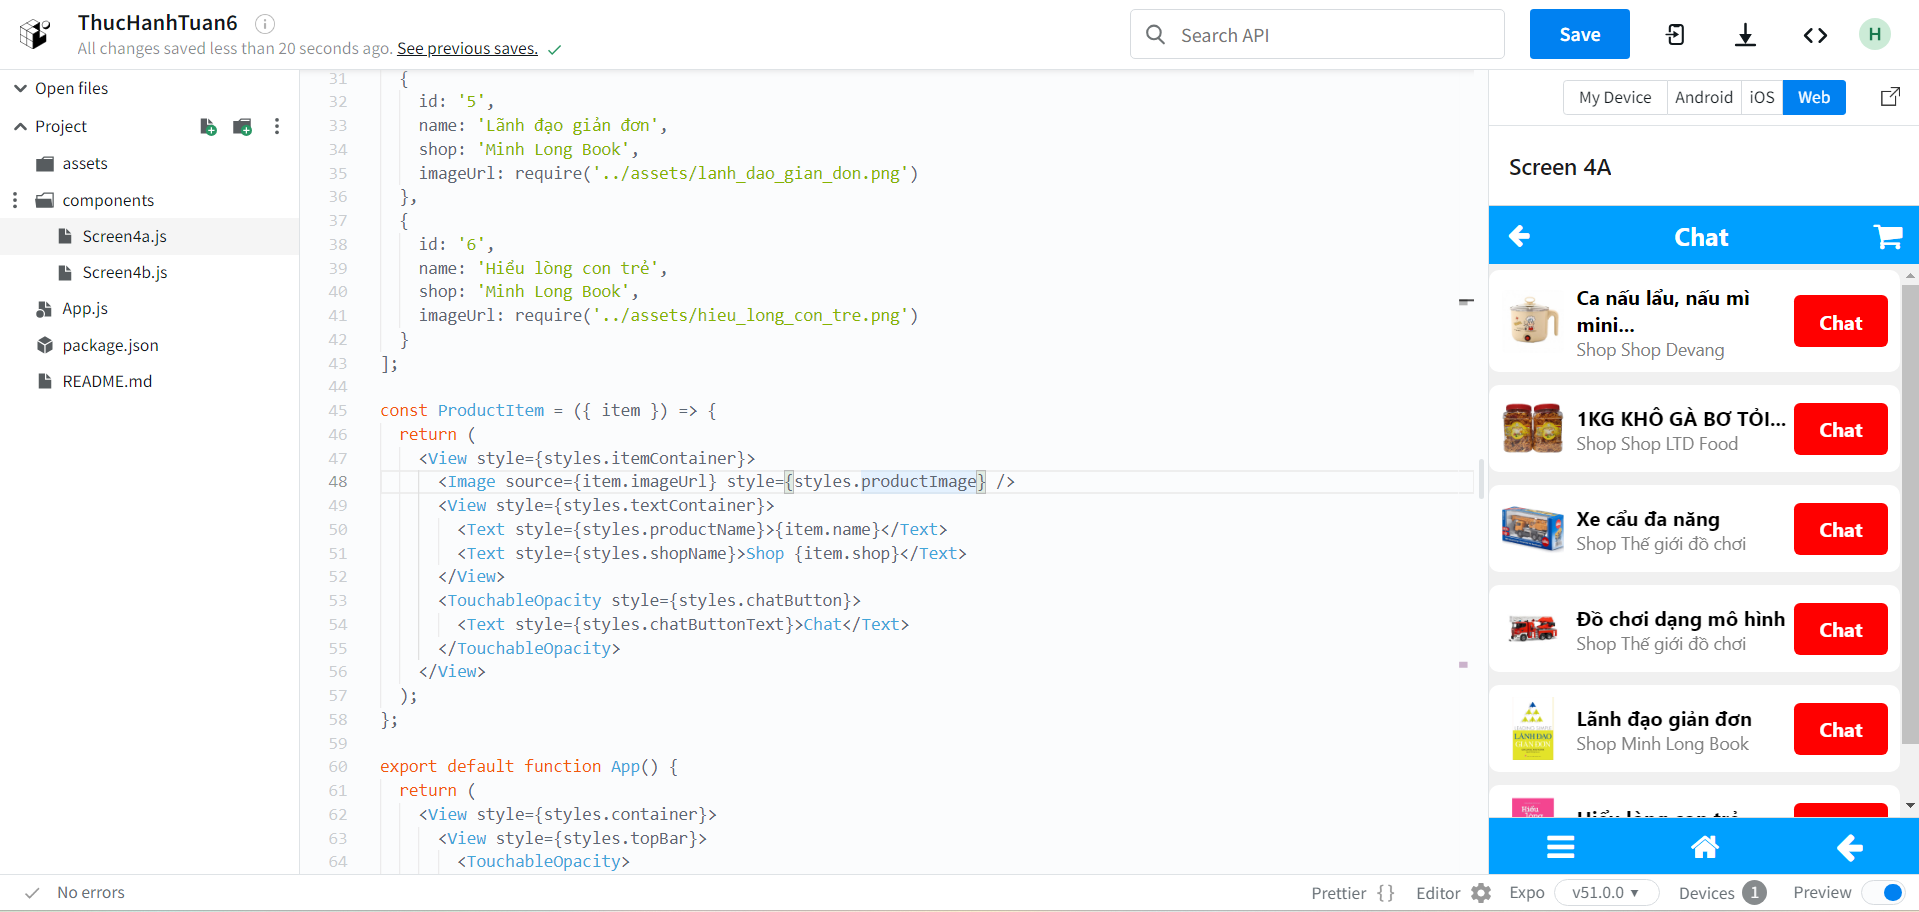 ThucHanhTuan6
All changes saved less than 20 seconds ago. See previous saves.
Search API
Save
H
Open files
Project
assets
components
Screen4a.js
Screen4b.js
App.js
package.json
README.md
31 {
32 id: '5',
33 name: 'Lãnh đạo giản đơn',
34 shop: 'Minh Long Book',
35 imageUrl: require('../assets/lanh_dao_gian_don.png')
36 },
37 {
38 id: '6',
39 name: 'Hiểu lòng con trẻ',
40 shop: 'Minh Long Book',
41 imageUrl: require('../assets/hieu_long_con_tre.png')
42 }
43 ];
44
45 const ProductItem = ({ item }) => {
46 return (
47 <View style={styles.itemContainer}>
48 <Image source={item.imageUrl} style={styles.productImage} />
49 <View style={styles.textContainer}>
50 <Text style={styles.productName}>{item.name}</Text>
51 <Text style={styles.shopName}>Shop {item.shop}</Text>
52 </View>
53 <TouchableOpacity style={styles.chatButton}>
54 <Text style={styles.chatButtonText}>Chat</Text>
55 </TouchableOpacity>
56 </View>
57 );
58 };
59
60 export default function App() {
61 return (
62 <View style={styles.container}>
63 <View style={styles.topBar}>
64 <TouchableOpacity>
My Device Android iOS Web
Screen 4A
Chat
Ca nấu lẩu, nấu mì
mini...
Shop Shop Devang
Chat
1KG KHÔ GÀ BƠ TỎI...
Shop Shop LTD Food
Chat
Xe cẩu đa năng
Shop Thế giới đồ chơi
Chat
Đồ chơi dạng mô hình
Shop Thế giới đồ chơi
Chat
LÃNH ĐẠO
GIẢN ĐƠN
Lãnh đạo giản đơn
Shop Minh Long Book
Chat
Hiểu
Hiểu lòng con trẻ
No errors
Prettier {} Editor Expo v51.0.0 Devices 1 Preview